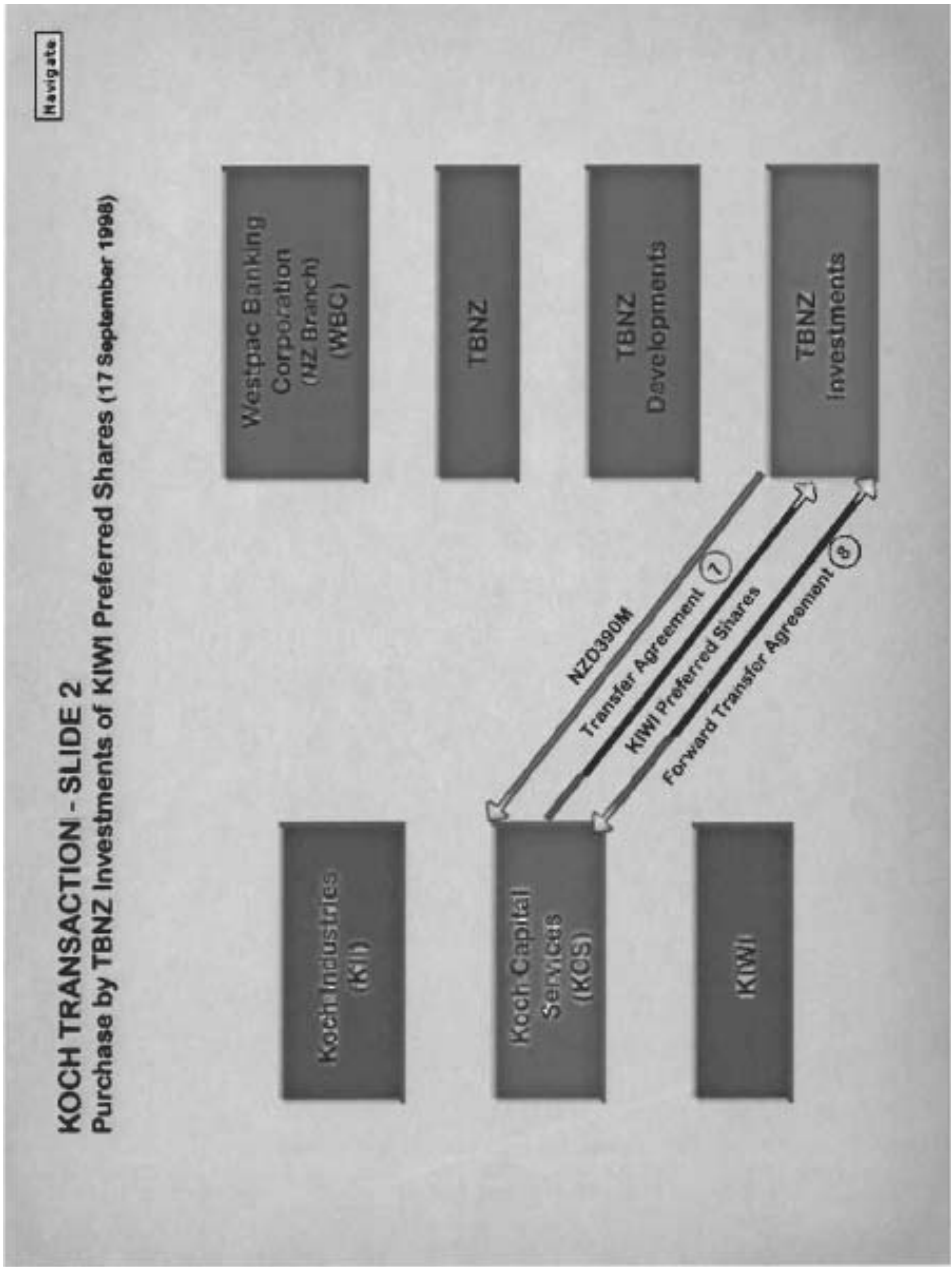 Navigate
KOCH TRANSACTION - SLIDE 2
Purchase by TBNZ Investments of KIWI Preferred Shares (17 September 1998)
Koch Industries
(KII)
Koch Capital
Services
(KCS)
KIWI
NZD390M
Transfer Agreement 7
KIWI Preferred Shares
Forward Transfer Agreement 8
Westpac Banking
Corporation
(NZ Branch)
(WBC)
TBNZ
TBNZ
Developments
TBNZ
Investments